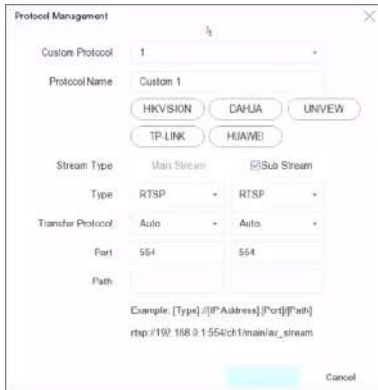 Protocol Management
Custom Protocol 1
Protocol Name Custom 1
HIKVISION DAHUA UNIVIEW
TP-LINK HUAWEI
Stream Type Main Stream Sub Stream
Type RTSP RTSP
Transfer Protocol Auto Auto
Port 554 554
Path
Example: [Type]://[IP Address]:[Port]/[Path]
rtsp://192.168.0.1:554/ch1/main/av_stream
Cancel